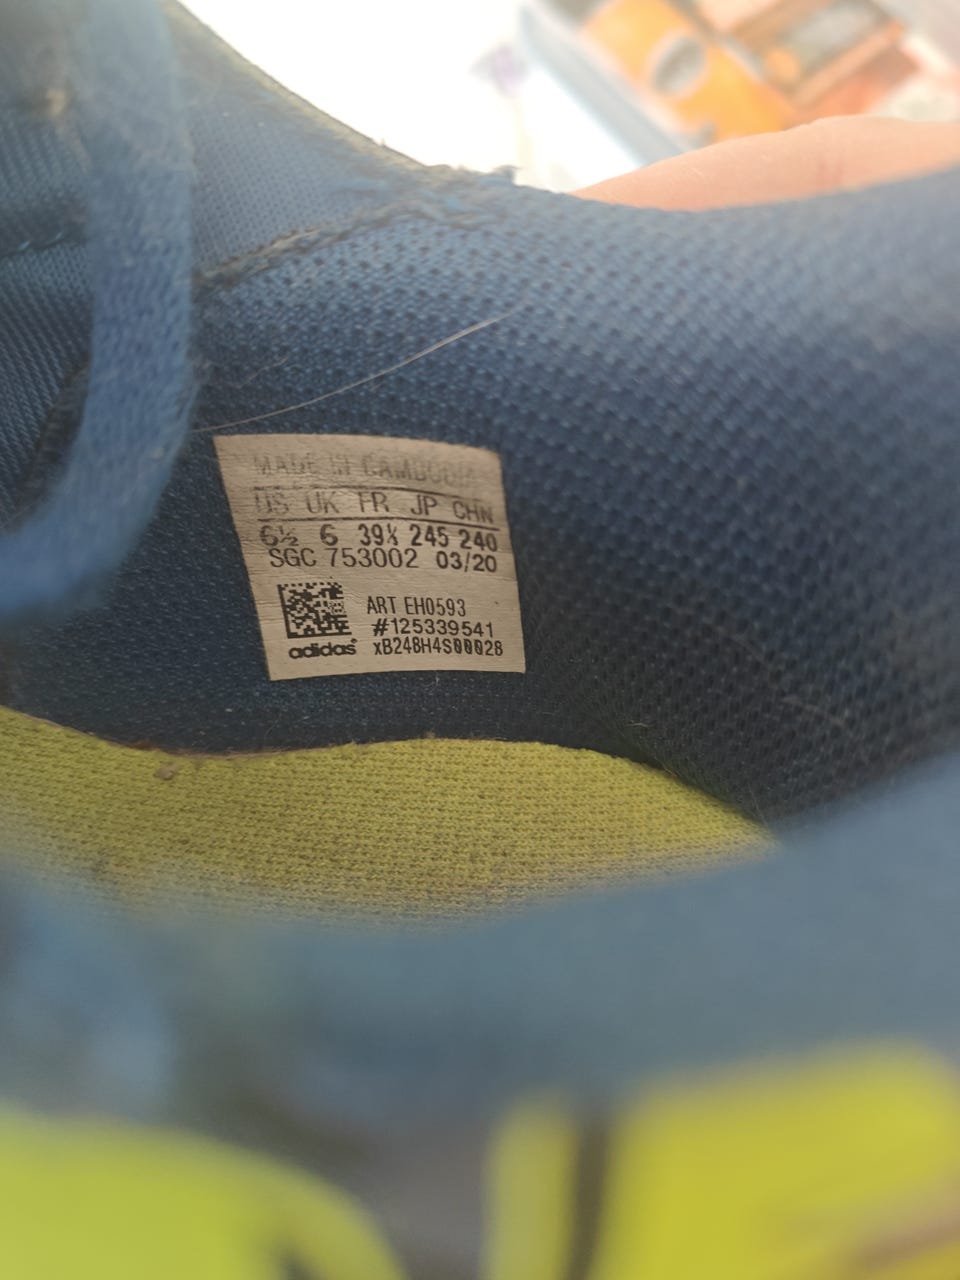 MADE IN CAMBODIA
US UK FR JP CHN
6½ 6 39⅓ 245 240
SGC 753002 03/20
ART EH0593
#125339541
adidas xB248H4S00028